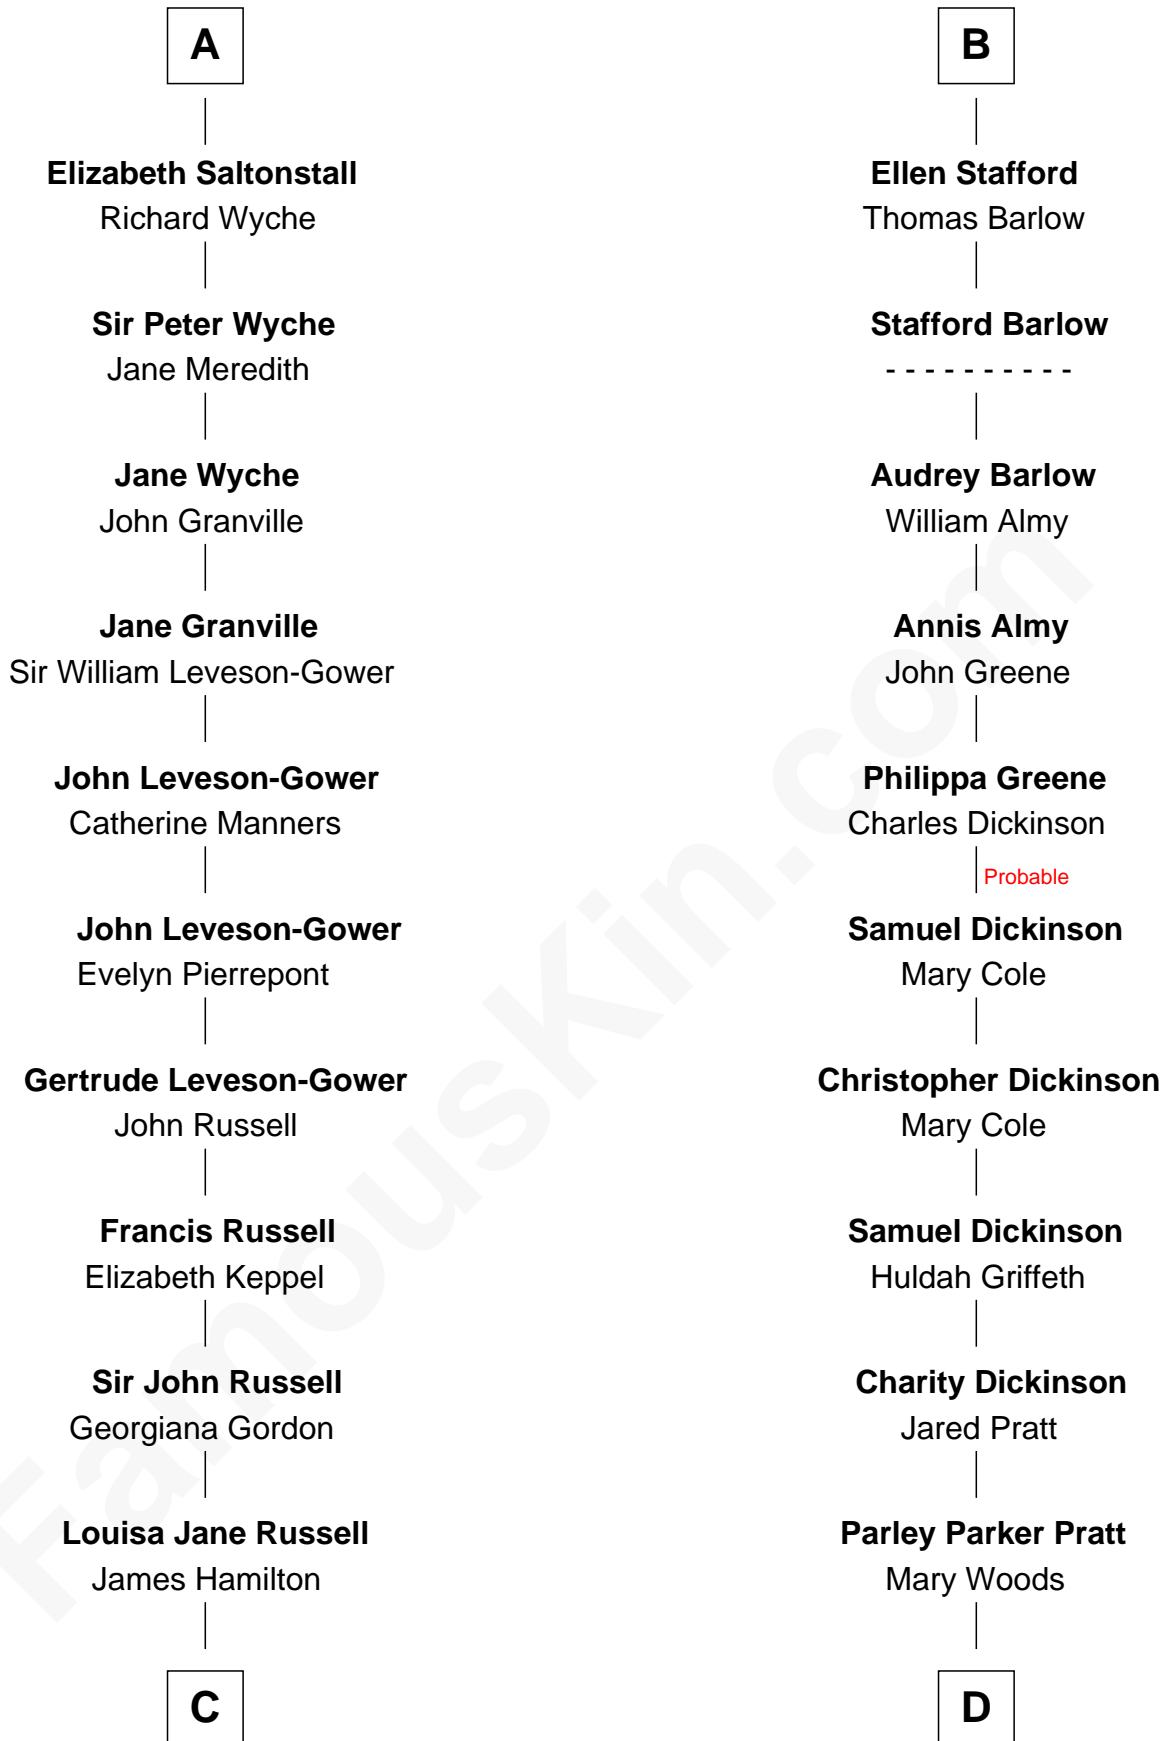 A
Elizabeth Saltonstall
Richard Wyche
Sir Peter Wyche
Jane Meredith
Jane Wyche
John Granville
Jane Granville
Sir William Leveson-Gower
John Leveson-Gower
Catherine Manners
John Leveson-Gower
Evelyn Pierrepont
Gertrude Leveson-Gower
John Russell
Francis Russell
Elizabeth Keppel
Sir John Russell
Georgiana Gordon
Louisa Jane Russell
James Hamilton
C
B
Ellen Stafford
Thomas Barlow
Stafford Barlow
- - - - - - - - - -
Audrey Barlow
William Almy
Annis Almy
John Greene
Philippa Greene
Charles Dickinson
Probable
Samuel Dickinson
Mary Cole
Christopher Dickinson
Mary Cole
Samuel Dickinson
Huldah Griffeth
Charity Dickinson
Jared Pratt
Parley Parker Pratt
Mary Woods
D
FamousKin.com